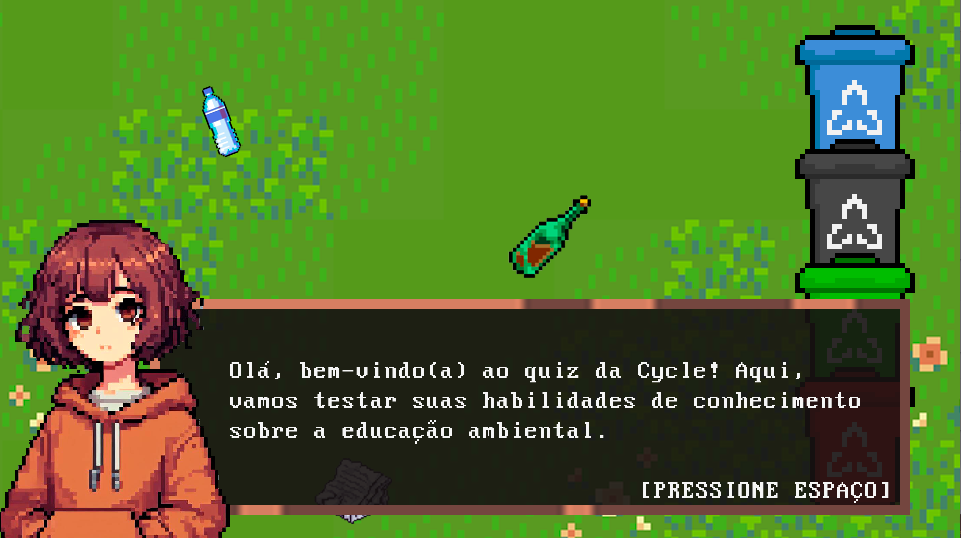 Olá, bem-vindo(a) ao quiz da Cycle! Aqui,
vamos testar suas habilidades de conhecimento
sobre a educação ambiental.
[PRESSIONE ESPAÇO]